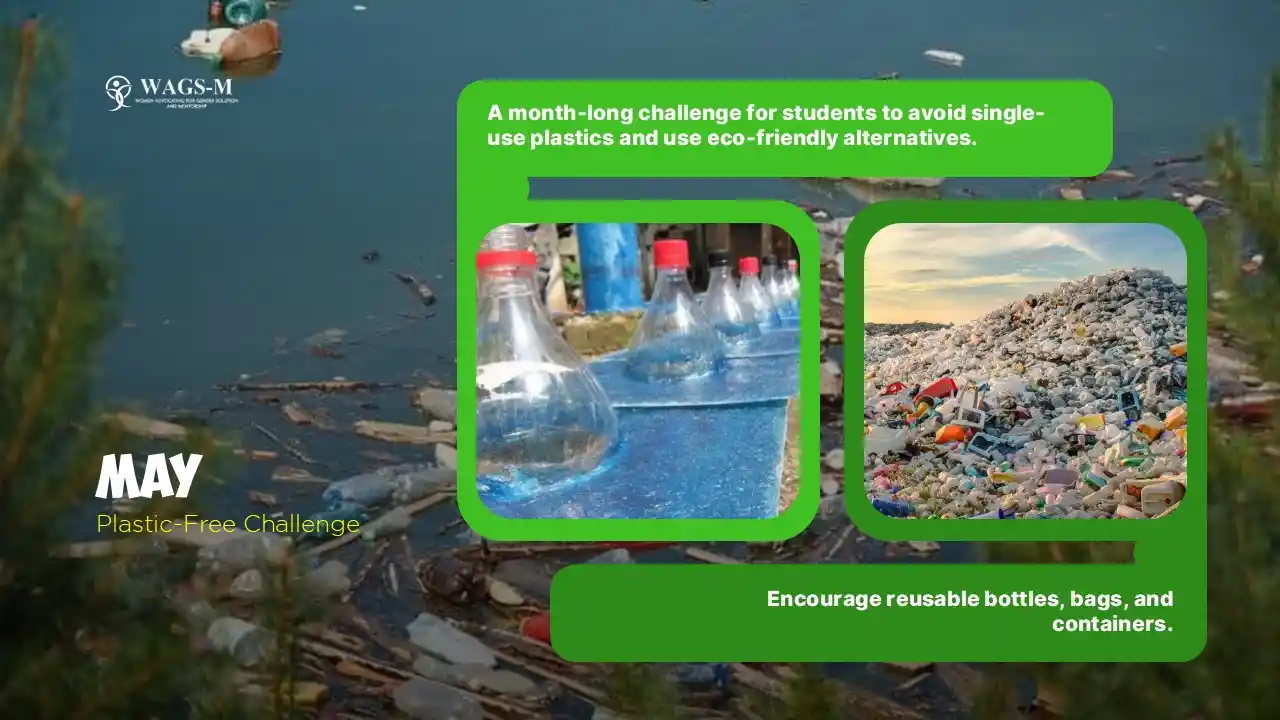 WAGS-M
WOMEN ADVOCATING FOR GENDER SOLUTION
AND MENTORSHIP
A month-long challenge for students to avoid single-
use plastics and use eco-friendly alternatives.
MAY
Plastic-Free Challenge
Encourage reusable bottles, bags, and
containers.